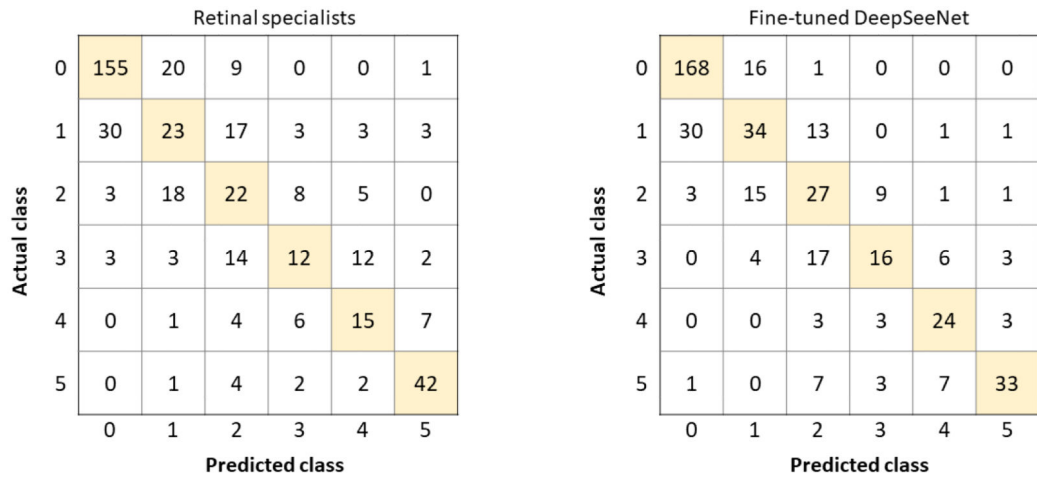 Retinal specialists
Actual class
0 155 20 9 0 0 1
1 30 23 17 3 3 3
2 3 18 22 8 5 0
3 3 3 14 12 12 2
4 0 1 4 6 15 7
5 0 1 4 2 2 42
0 1 2 3 4 5
Predicted class
Fine-tuned DeepSeeNet
Actual class
0 168 16 1 0 0 0
1 30 34 13 0 1 1
2 3 15 27 9 1 1
3 0 4 17 16 6 3
4 0 0 3 3 24 3
5 1 0 7 3 7 33
0 1 2 3 4 5
Predicted class